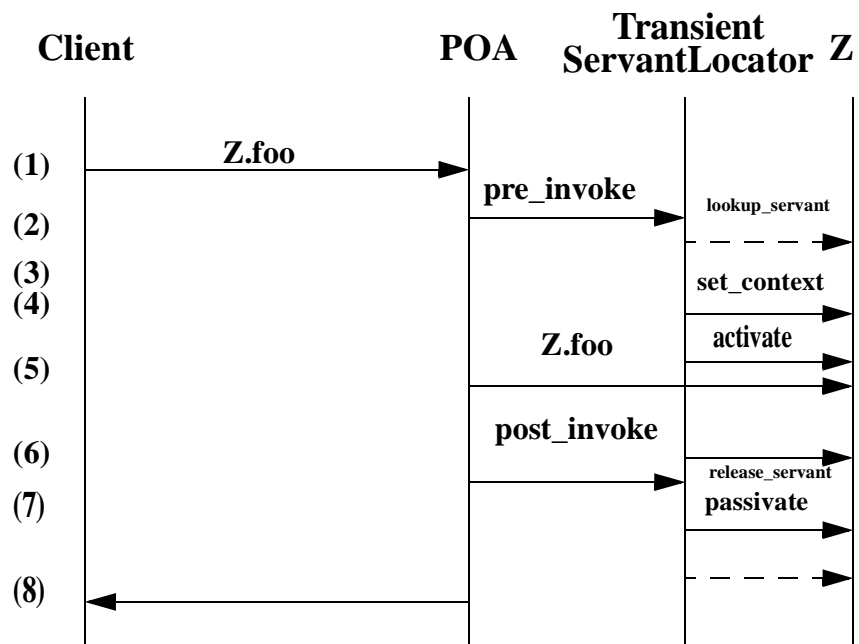 Client
POA
Transient
ServantLocator
Z
(1)
Z.foo
pre_invoke
(2)
lookup_servant
(3)
set_context
(4)
Z.foo
activate
(5)
post_invoke
(6)
release_servant
(7)
passivate
(8)